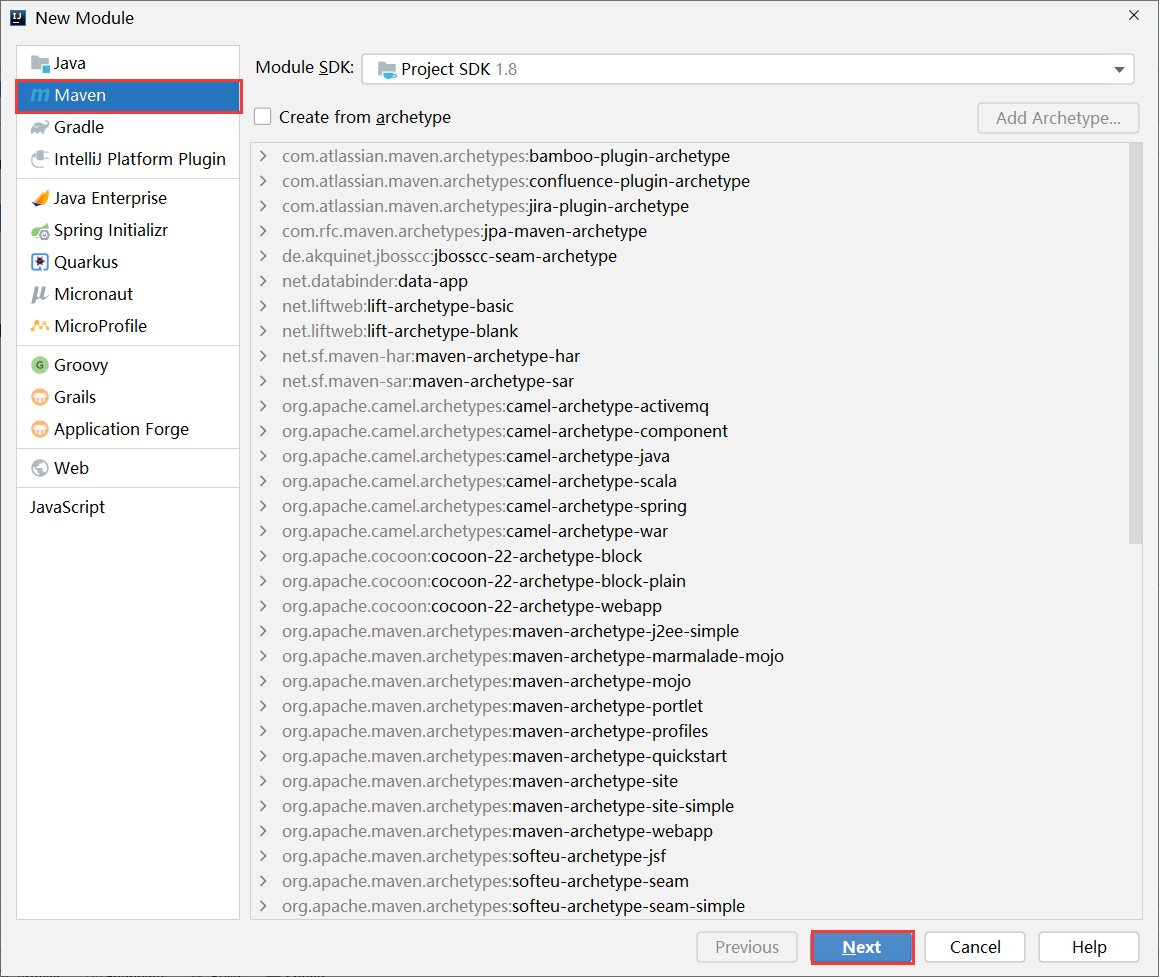 New Module
Java
Maven
Gradle
IntelliJ Platform Plugin
Java Enterprise
Spring Initializr
Quarkus
Micronaut
MicroProfile
Groovy
Grails
Application Forge
Web
JavaScript
Module SDK: Project SDK 1.8
Create from archetype
Add Archetype...
com.atlassian.maven.archetypes:bamboo-plugin-archetype
com.atlassian.maven.archetypes:confluence-plugin-archetype
com.atlassian.maven.archetypes:jira-plugin-archetype
com.rfc.maven.archetypes:jpa-maven-archetype
de.akquinet.jbosscc:jbosscc-seam-archetype
net.databinder:data-app
net.liftweb:lift-archetype-basic
net.liftweb:lift-archetype-blank
net.sf.maven-har:maven-archetype-har
net.sf.maven-sar:maven-archetype-sar
org.apache.camel.archetypes:camel-archetype-activemq
org.apache.camel.archetypes:camel-archetype-component
org.apache.camel.archetypes:camel-archetype-java
org.apache.camel.archetypes:camel-archetype-scala
org.apache.camel.archetypes:camel-archetype-spring
org.apache.camel.archetypes:camel-archetype-war
org.apache.cocoon:cocoon-22-archetype-block
org.apache.cocoon:cocoon-22-archetype-block-plain
org.apache.cocoon:cocoon-22-archetype-webapp
org.apache.maven.archetypes:maven-archetype-j2ee-simple
org.apache.maven.archetypes:maven-archetype-marmalade-mojo
org.apache.maven.archetypes:maven-archetype-mojo
org.apache.maven.archetypes:maven-archetype-portlet
org.apache.maven.archetypes:maven-archetype-profiles
org.apache.maven.archetypes:maven-archetype-quickstart
org.apache.maven.archetypes:maven-archetype-site
org.apache.maven.archetypes:maven-archetype-site-simple
org.apache.maven.archetypes:maven-archetype-webapp
org.apache.maven.archetypes:softeu-archetype-jsf
org.apache.maven.archetypes:softeu-archetype-seam
org.apache.maven.archetypes:softeu-archetype-seam-simple
Previous
Next
Cancel
Help